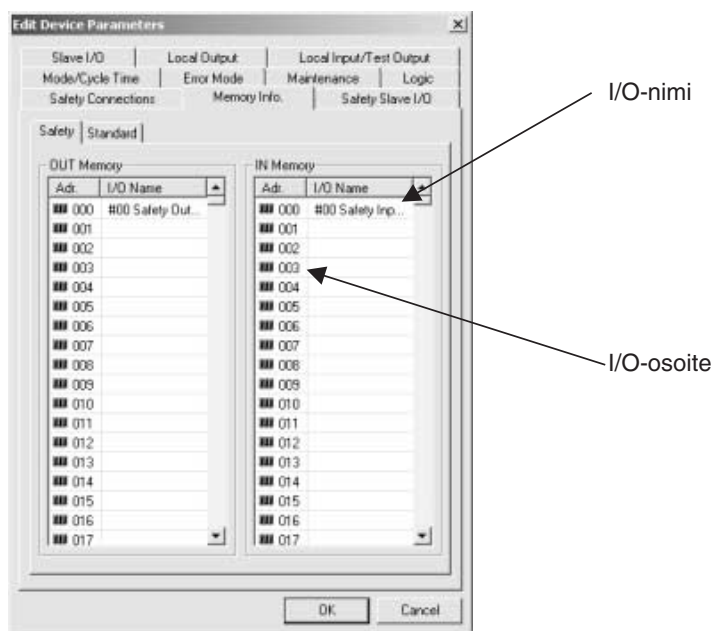 Edit Device Parameters
Slave I/O Local Output Local Input/Test Output
Mode/Cycle Time Error Mode Maintenance Logic
Safety Connections Memory Info. Safety Slave I/O
I/O-nimi
Safety Standard
OUT Memory IN Memory
Adr. I/O Name Adr. I/O Name
000 #00 Safety Out... 000 #00 Safety Inp...
001 001
002 002
003 003
004 004
005 005
006 006
007 007
I/O-osoite
008 008
009 009
010 010
011 011
012 012
013 013
014 014
015 015
016 016
017 017
OK Cancel